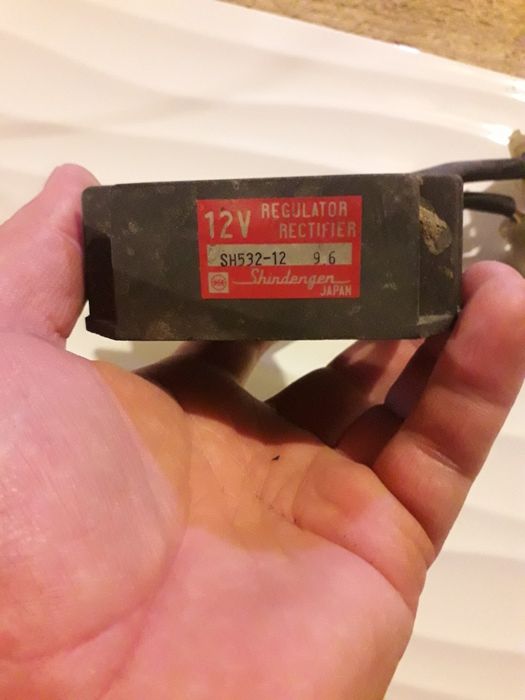 12V REGULATOR
RECTIFIER
SH532-12 9.6
Shindengen
JAPAN